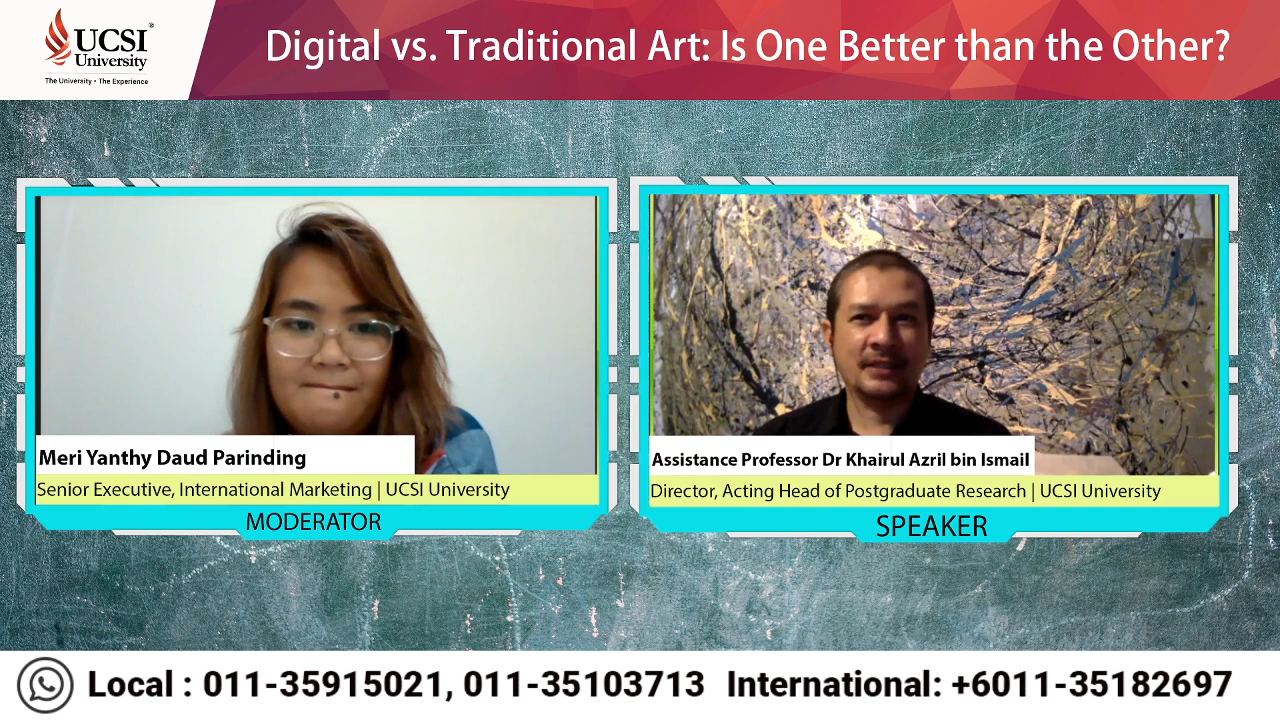 UCSI
University
The University • The Experience
Digital vs. Traditional Art: Is One Better than the Other?
Meri Yanthy Daud Parinding
Senior Executive, International Marketing | UCSI University
MODERATOR
Assistance Professor Dr Khairul Azril bin Ismail
Director, Acting Head of Postgraduate Research | UCSI University
SPEAKER
Local : 011-35915021, 011-35103713 International: +6011-35182697